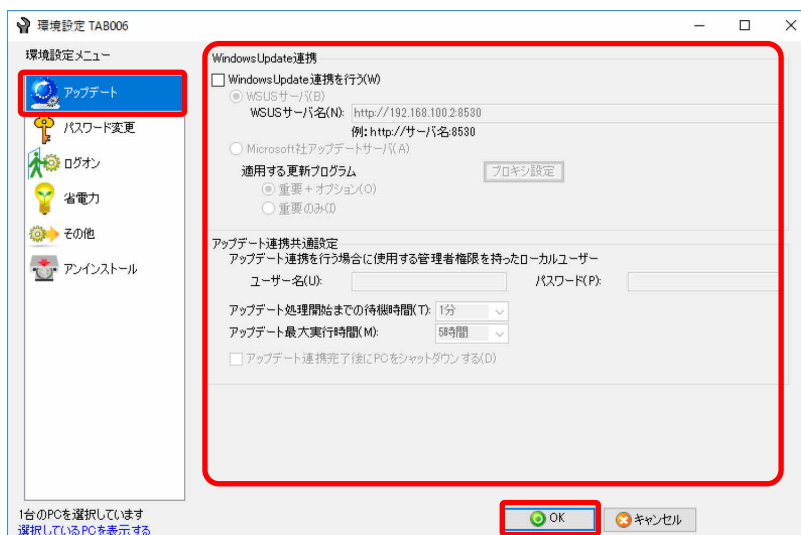 環境設定 TAB006
環境設定メニュー
アップデート
パスワード変更
ログオン
省電力
その他
アンインストール
WindowsUpdate連携
WindowsUpdate連携を行う(W)
WSUSサーバ(B)
WSUSサーバ名(N): http://192.168.100.2:8530
例: http://サーバ名:8530
Microsoft社アップデートサーバ(A)
適用する更新プログラム プロキシ設定
重要+オプション(O)
重要のみ(I)
アップデート連携共通設定
アップデート連携を行う場合に使用する管理者権限を持ったローカルユーザー
ユーザー名(U): パスワード(P):
アップデート処理開始までの待機時間(T): 1分
アップデート最大実行時間(M): 5時間
アップデート連携完了後にPCをシャットダウンする(D)
1台のPCを選択しています
選択しているPCを表示する
OK キャンセル